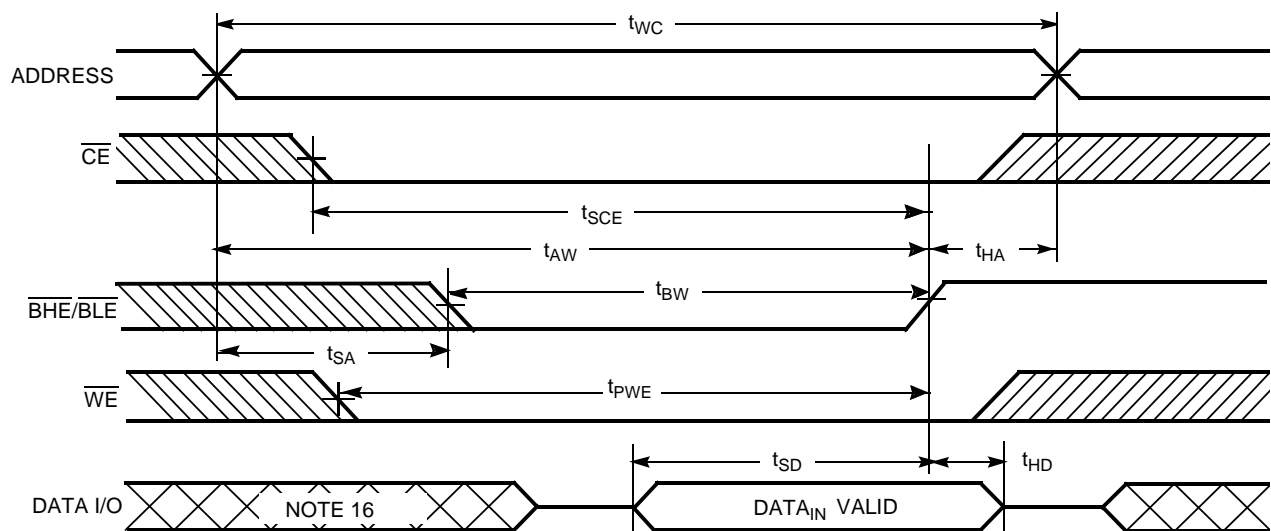 tWC
ADDRESS
CE
tSCE
tAW
tHA
BHE/BLE
tBW
tSA
WE
tPWE
DATA I/O
NOTE 16
tSD
DATAIN VALID
tHD